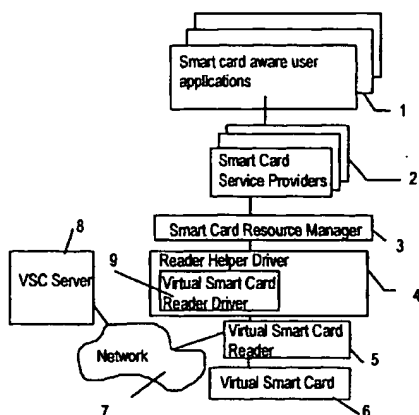 Smart card aware user
applications
1
Smart Card
Service Providers
2
8
Smart Card Resource Manager
3
9
Reader Helper Driver
VSC Server
Virtual Smart Card
Reader Driver
4
Virtual Smart Card
Reader
5
Network
Virtual Smart Card
7
6